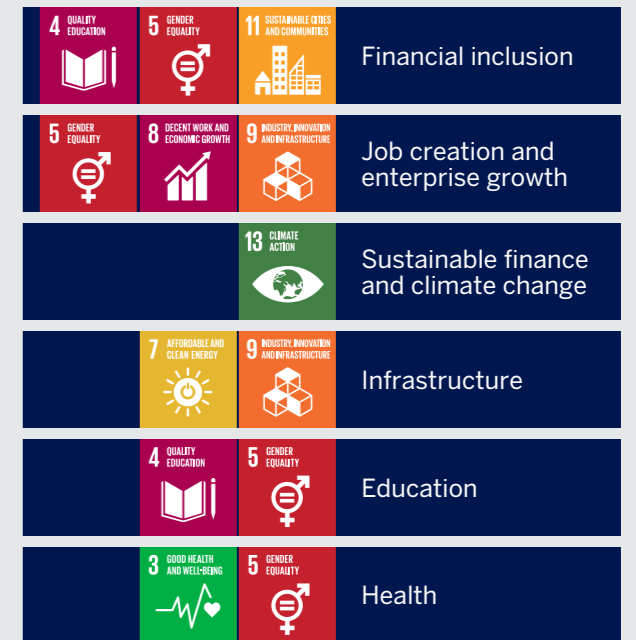 4 QUALITY
EDUCATION
5 GENDER
EQUALITY
11 SUSTAINABLE CITIES
AND COMMUNITIES
Financial inclusion
5 GENDER
EQUALITY
8 DECENT WORK AND
ECONOMIC GROWTH
9 INDUSTRY, INNOVATION
AND INFRASTRUCTURE
Job creation and
enterprise growth
13 CLIMATE
ACTION
Sustainable finance
and climate change
7 AFFORDABLE AND
CLEAN ENERGY
9 INDUSTRY, INNOVATION
AND INFRASTRUCTURE
Infrastructure
4 QUALITY
EDUCATION
5 GENDER
EQUALITY
Education
3 GOOD HEALTH
AND WELL-BEING
5 GENDER
EQUALITY
Health